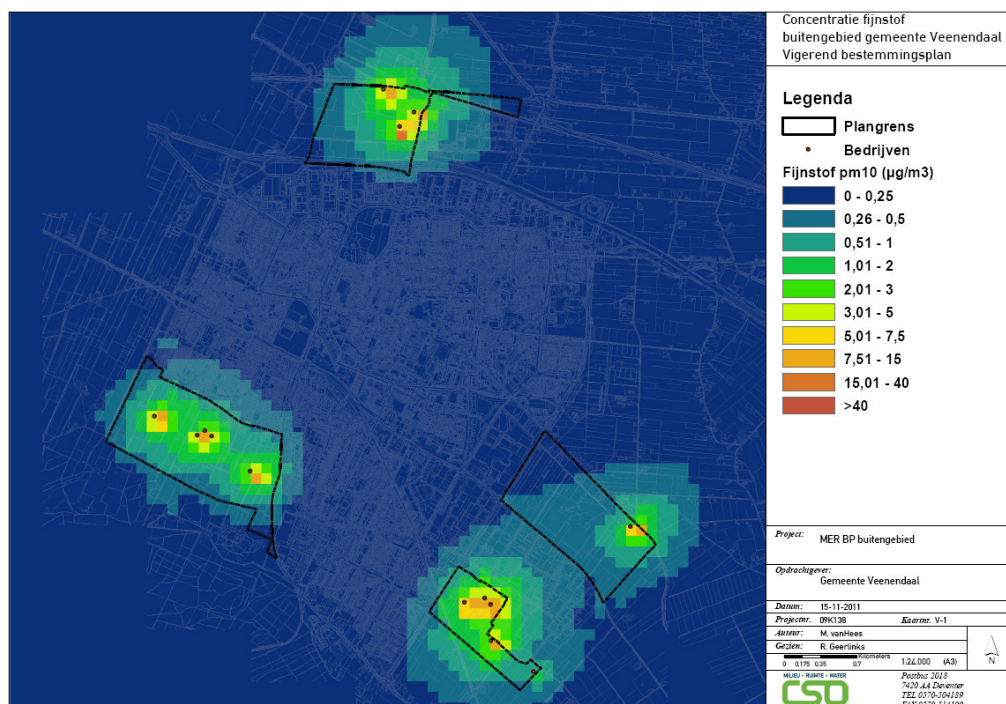 Concentratie fijnstof
buitengebied gemeente Veenendaal
Vigerend bestemmingsplan
Legenda
Plangrens
Bedrijven
Fijnstof pm10 (µg/m3)
0 - 0,25
0,26 - 0,5
0,51 - 1
1,01 - 2
2,01 - 3
3,01 - 5
5,01 - 7,5
7,51 - 15
15,01 - 40
>40
Project: MER BP buitengebied
Opdrachtgever:
Gemeente Veenendaal
Datum: 15-11-2011
Projectnr. 09K138 Kaartnr. V-1
Auteur: M. vanHees
Gezien: R. Geerlinks
Kilometers
0 0,175 0,35 0,7 1:24.000 (A3)
N
MILIEU - RUIMTE - WATER
CSO
Postbus 2018
7420 AA Deventer
TEL 0570-504189